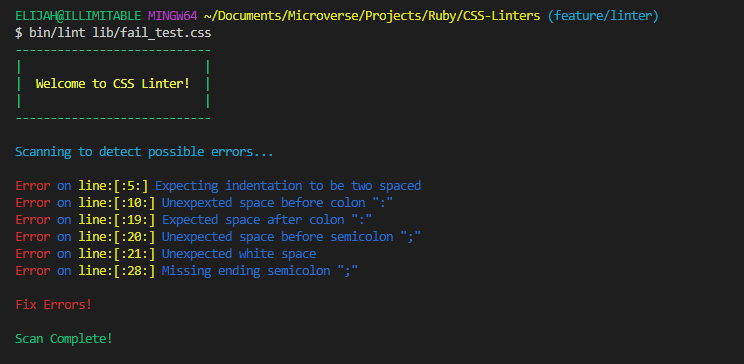 ELIJAH@ILLIMITABLE MINGW64 ~/Documents/Microverse/Projects/Ruby/CSS-Linters (feature/linter)
$ bin/lint lib/fail_test.css
----------------------------
|                          |
|  Welcome to CSS Linter!  |
|                          |
----------------------------
Scanning to detect possible errors...
Error on line:[:5:] Expecting indentation to be two spaced
Error on line:[:10:] Unexpexted space before colon ":"
Error on line:[:19:] Expected space after colon ":"
Error on line:[:20:] Unexpected space before semicolon ";"
Error on line:[:21:] Unexpected white space
Error on line:[:28:] Missing ending semicolon ";"
Fix Errors!
Scan Complete!